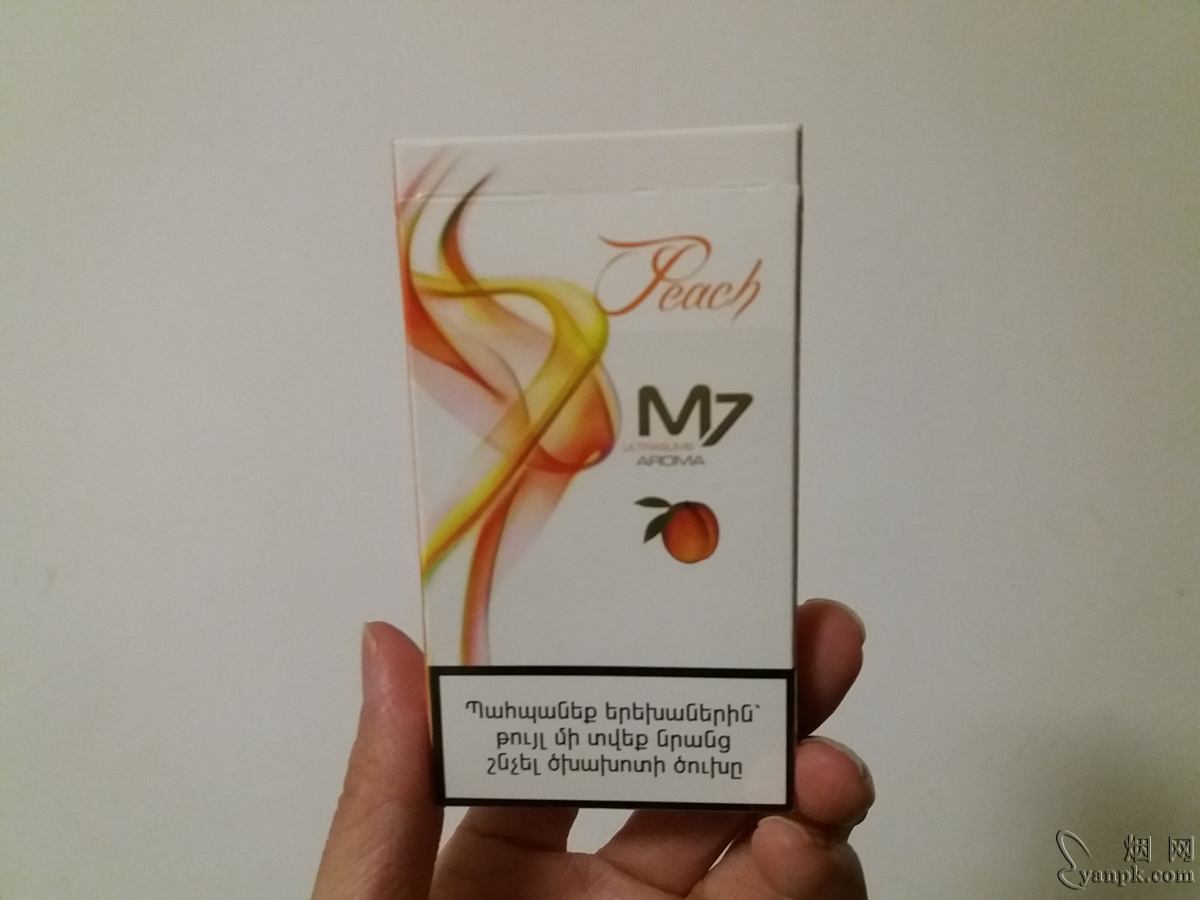 Peach
M7
ULTRASLIMS
AROMA
Պահպանեք երեխաներին՝
թույլ մի տվեք նրանց
շնչել ծխախոտի ծուխը
烟网
yanpk.com